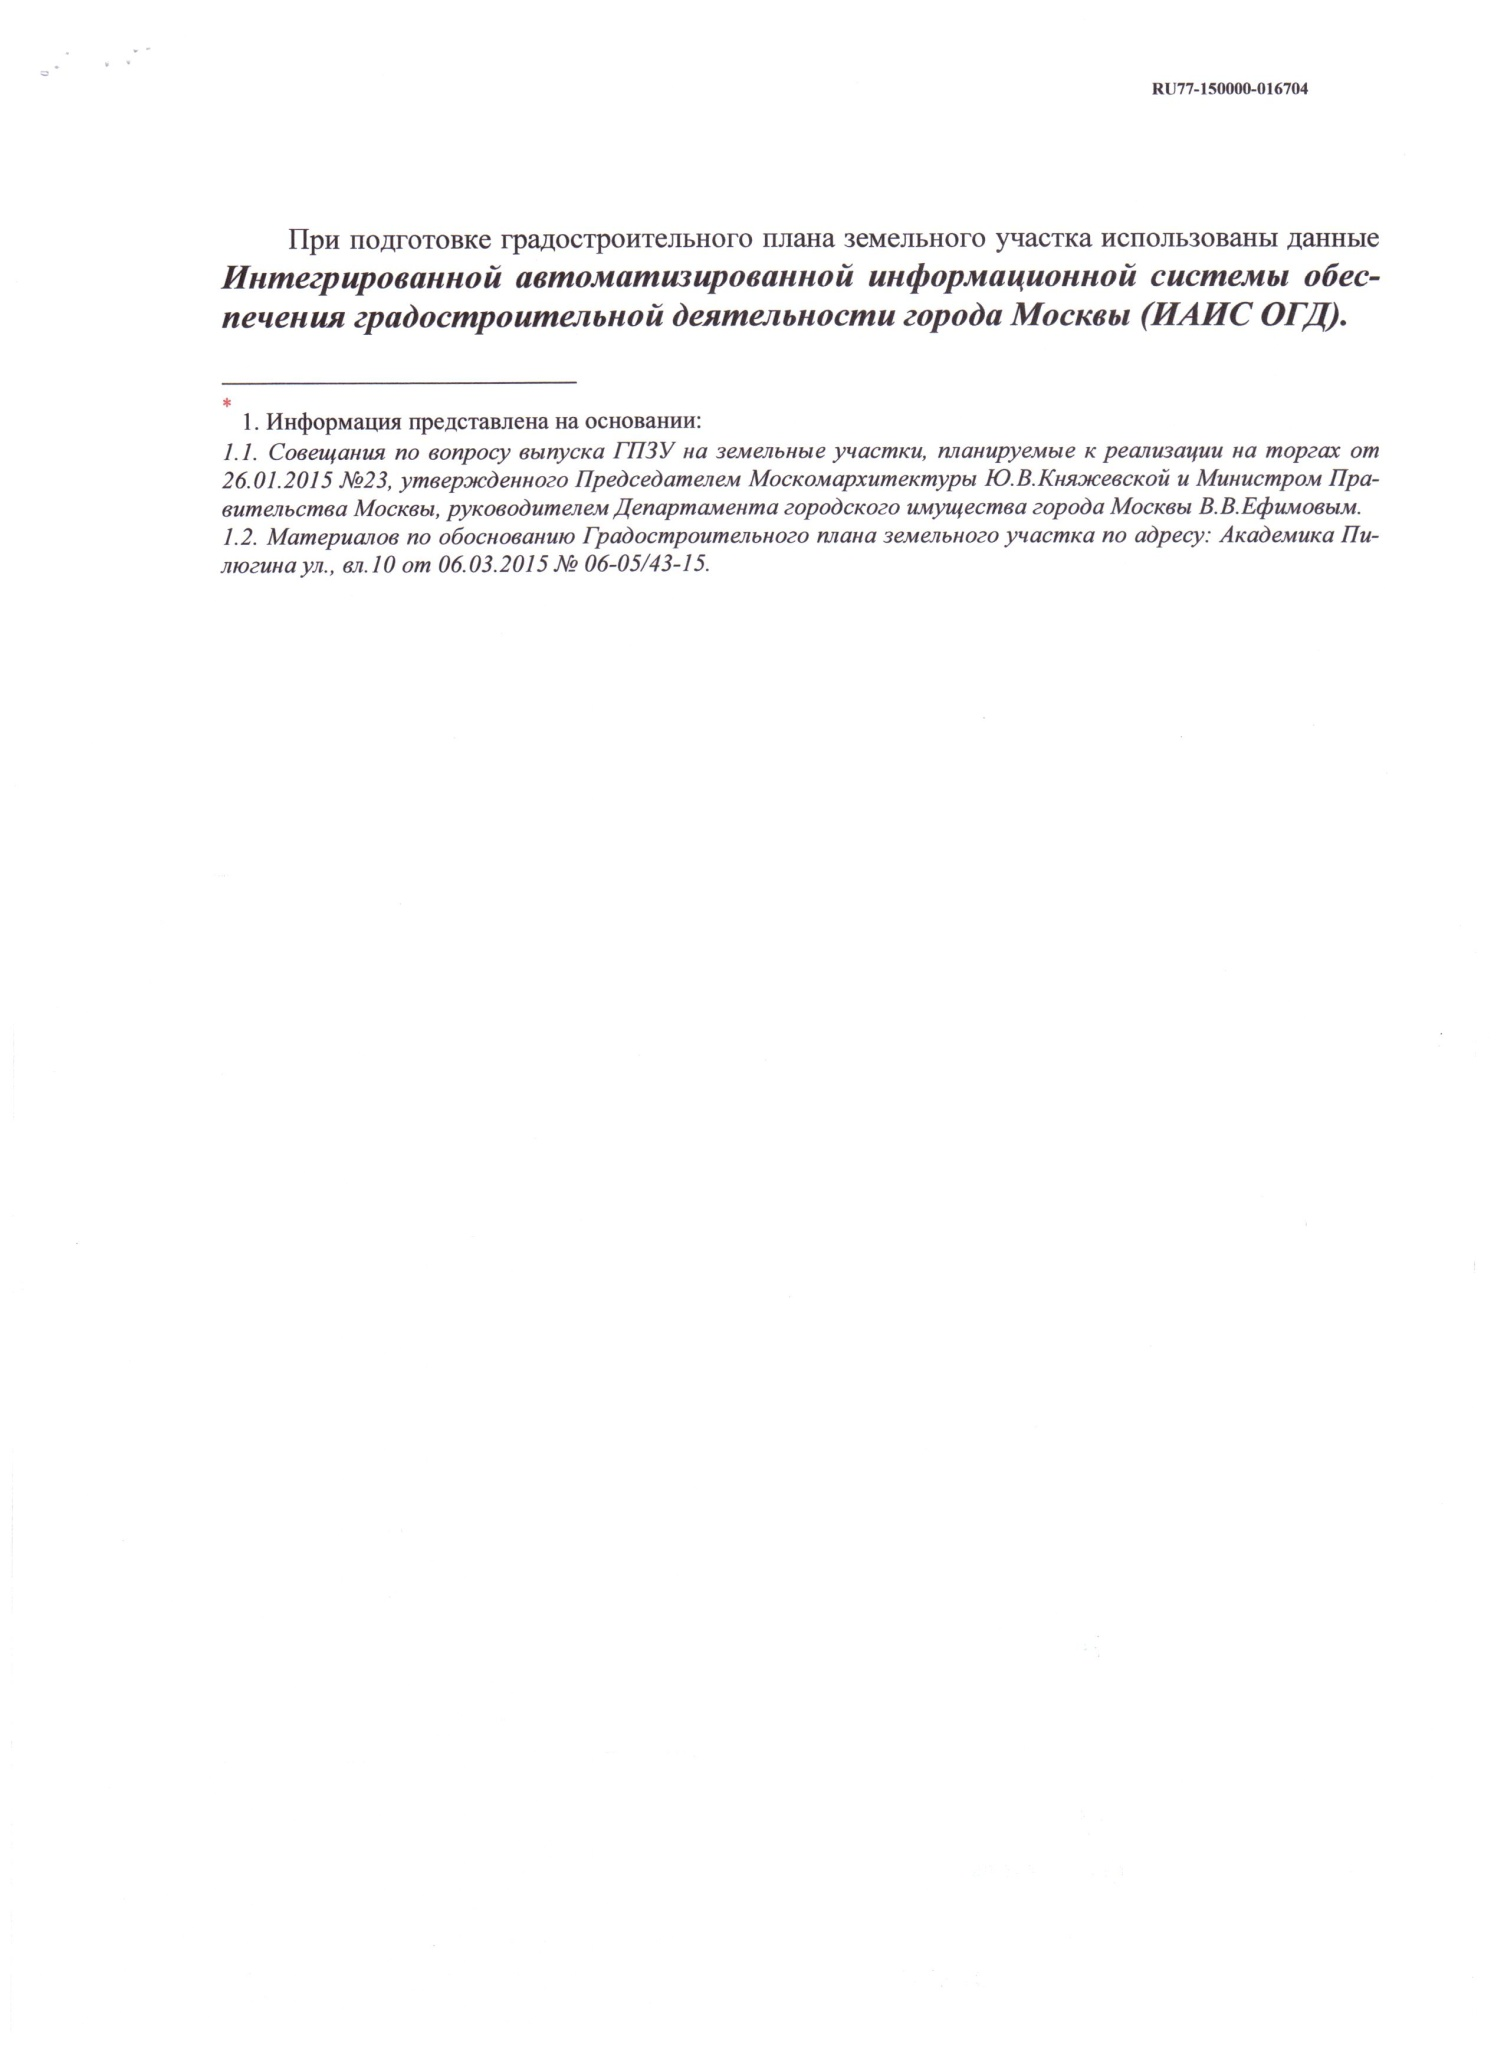 RU77-150000-016704
При подготовке градостроительного плана земельного участка использованы данные
Интегрированной автоматизированной информационной системы обес-
печения градостроительной деятельности города Москвы (ИАИС ОГД).
*
1. Информация представлена на основании:
1.1. Совещания по вопросу выпуска ГПЗУ на земельные участки, планируемые к реализации на торгах от
26.01.2015 №23, утвержденного Председателем Москомархитектуры Ю.В.Княжевской и Министром Пра-
вительства Москвы, руководителем Департамента городского имущества города Москвы В.В.Ефимовым.
1.2. Материалов по обоснованию Градостроительного плана земельного участка по адресу: Академика Пи-
люгина ул., вл.10 от 06.03.2015 № 06-05/43-15.